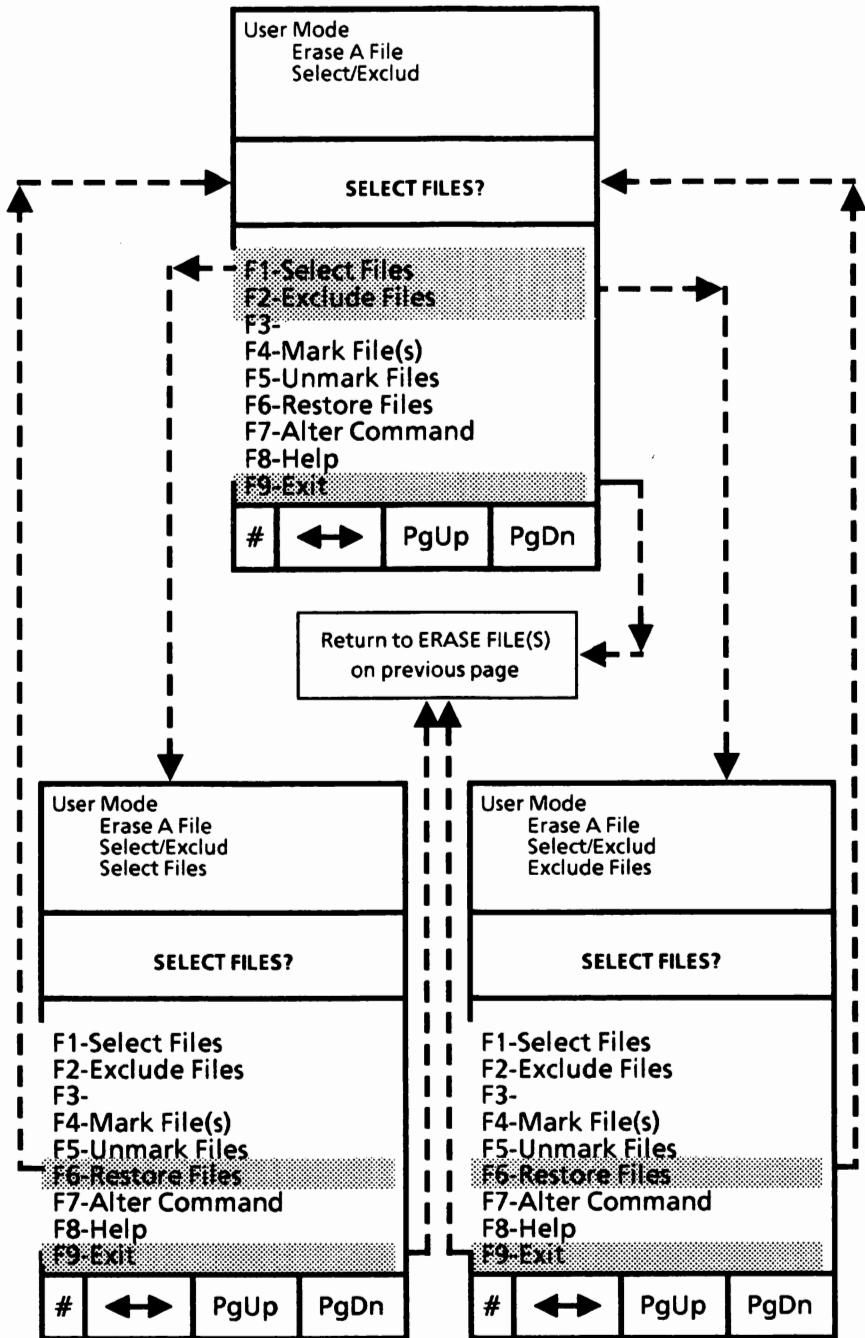 User Mode
Erase A File
Select/Exclud
SELECT FILES?
F1-Select Files
F2-Exclude Files
F3-
F4-Mark File(s)
F5-Unmark Files
F6-Restore Files
F7-Alter Command
F8-Help
F9-Exit
# PgUp PgDn
Return to ERASE FILE(S)
on previous page
User Mode
Erase A File
Select/Exclud
Select Files
SELECT FILES?
F1-Select Files
F2-Exclude Files
F3-
F4-Mark File(s)
F5-Unmark Files
F6-Restore Files
F7-Alter Command
F8-Help
F9-Exit
# PgUp PgDn
User Mode
Erase A File
Select/Exclud
Exclude Files
SELECT FILES?
F1-Select Files
F2-Exclude Files
F3-
F4-Mark File(s)
F5-Unmark Files
F6-Restore Files
F7-Alter Command
F8-Help
F9-Exit
# PgUp PgDn